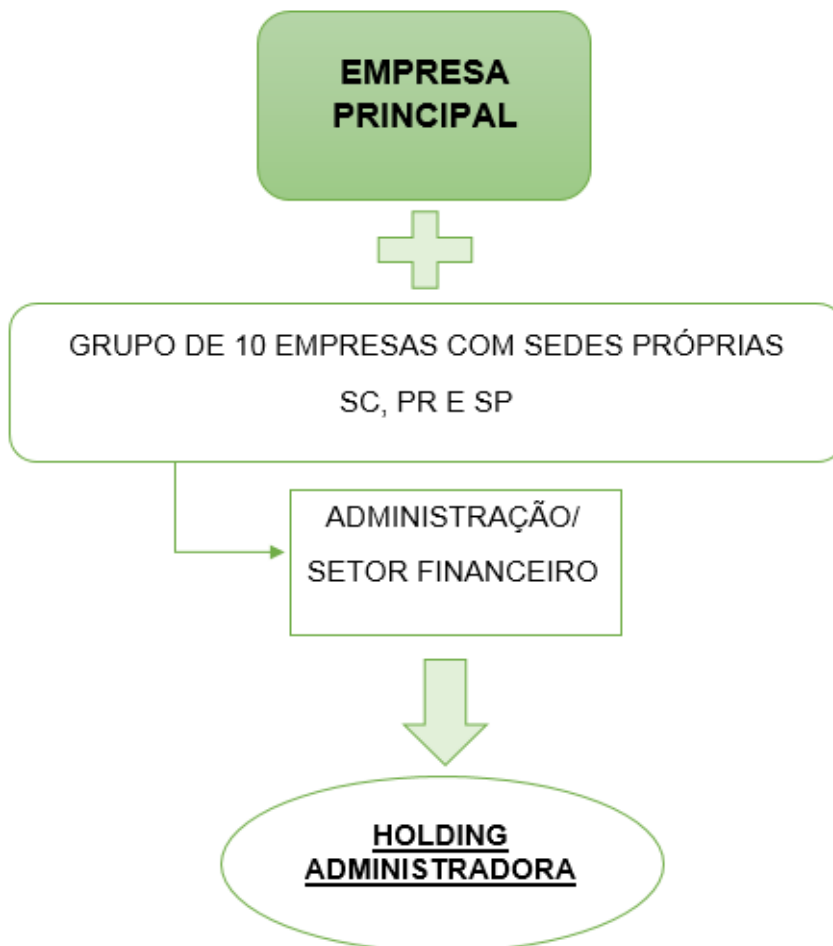 EMPRESA
PRINCIPAL
GRUPO DE 10 EMPRESAS COM SEDES PRÓPRIAS
SC, PR E SP
ADMINISTRAÇÃO/
SETOR FINANCEIRO
HOLDING
ADMINISTRADORA